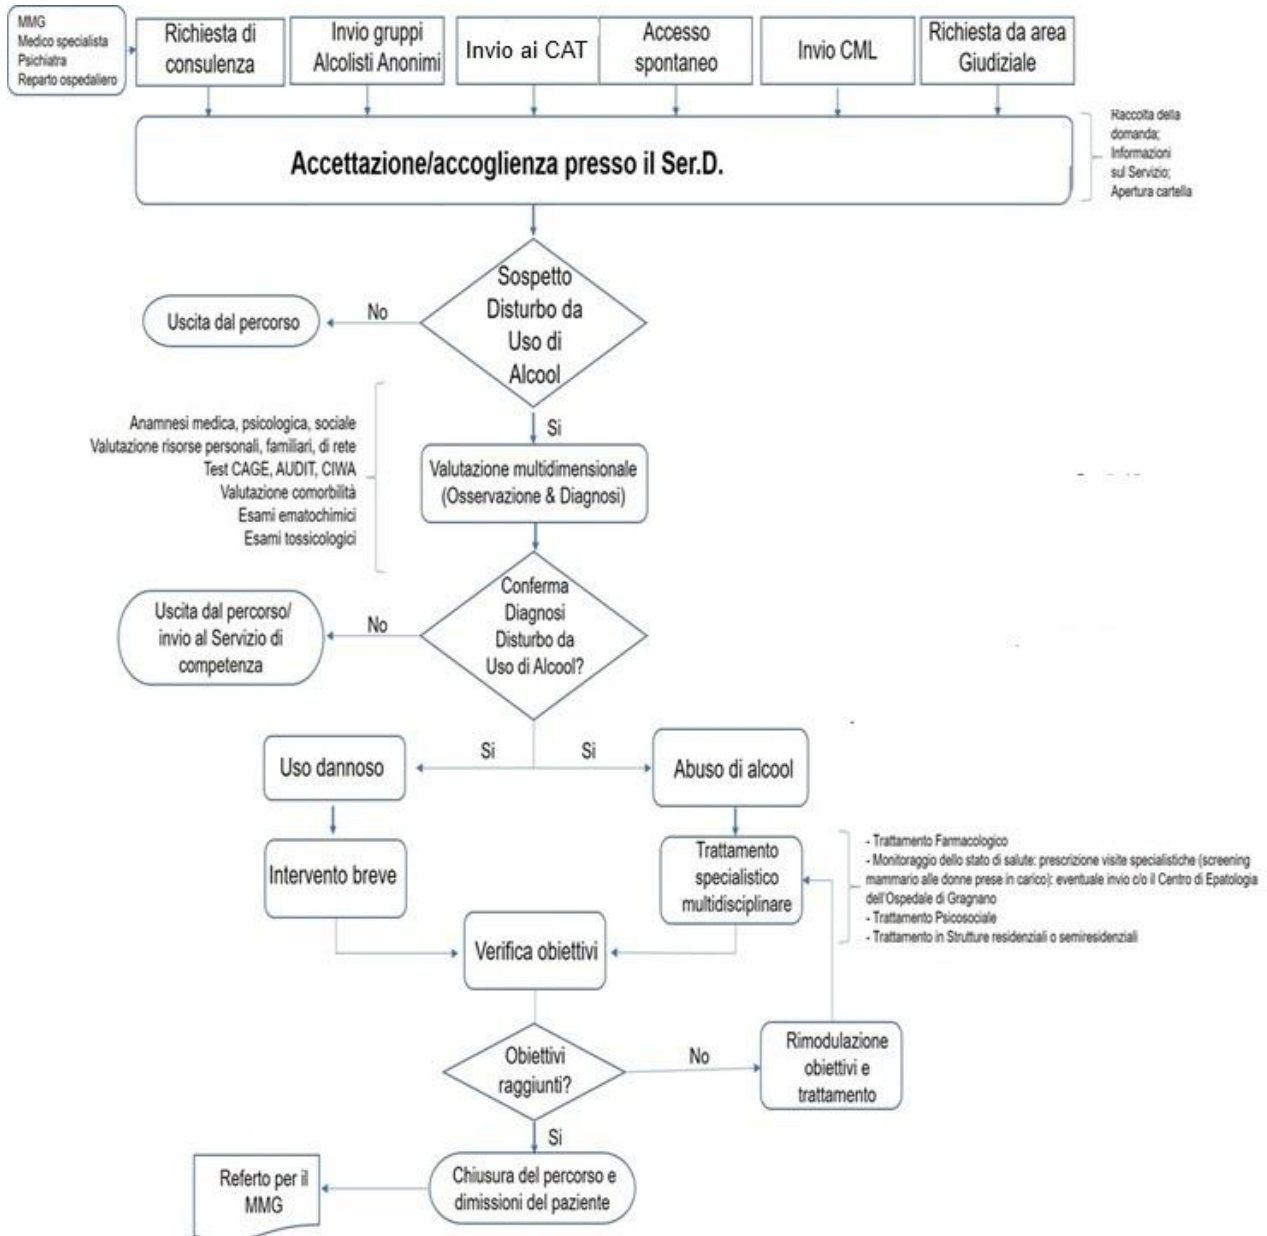 MMG
Medico specialista
Psichiatra
Reparto ospedaliero
Richiesta di
consulenza
Invio gruppi
Alcolisti Anonimi
Invio ai CAT
Accesso
spontaneo
Invio CML
Richiesta da area
Giudiziale
Accettazione/accoglienza presso il Ser.D.
Raccolta della
domanda;
Informazioni
sul Servizio;
Apertura cartella
Sospetto
Disturbo da
Uso di
Alcool
No
Uscita dal percorso
Si
Anamnesi medica, psicologica, sociale
Valutazione risorse personali, familiari, di rete
Test CAGE, AUDIT, CIWA
Valutazione comorbilità
Esami ematochimici
Esami tossicologici
Valutazione multidimensionale
(Osservazione & Diagnosi)
Conferma
Diagnosi
Disturbo da
Uso di Alcool?
No
Uscita dal percorso/
invio al Servizio di
competenza
Si
Si
Uso dannoso
Abuso di alcool
Intervento breve
Trattamento
specialistico
multidisciplinare
- Trattamento Farmacologico
- Monitoraggio dello stato di salute: prescrizione visite specialistiche (screening
mammario alle donne prese in carico): eventuale invio c/o il Centro di Epatologia
dell'Ospedale di Gragnano
- Trattamento Psicosociale
- Trattamento in Strutture residenziali o semiresidenziali
Verifica obiettivi
Obiettivi
raggiunti?
No
Rimodulazione
obiettivi e
trattamento
Si
Chiusura del percorso e
dimissioni del paziente
Referto per il
MMG